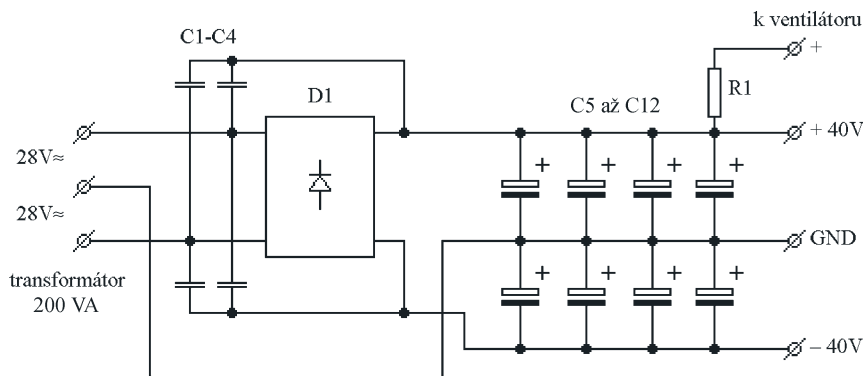 k ventilátoru
+
C1-C4
R1
D1
C5 až C12
+ 40V
28V≈
+
+
+
+
28V≈
GND
+
+
+
+
transformátor
200 VA
– 40V